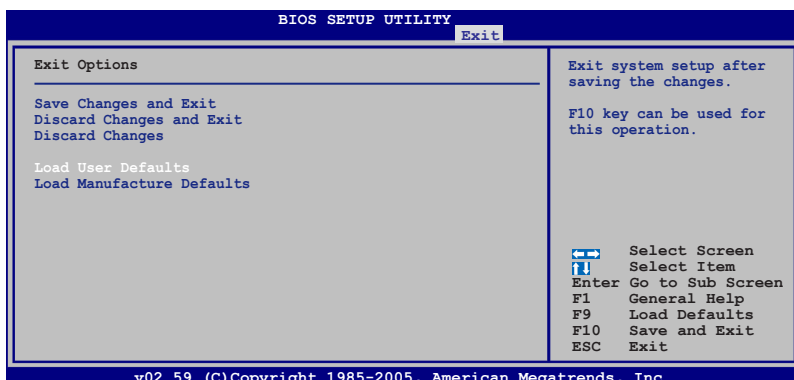 BIOS SETUP UTILITY
Exit
Exit Options
Save Changes and Exit
Discard Changes and Exit
Discard Changes
Load User Defaults
Load Manufacture Defaults
Exit system setup after
saving the changes.
F10 key can be used for
this operation.
←→ Select Screen
↑↓ Select Item
Enter Go to Sub Screen
F1 General Help
F9 Load Defaults
F10 Save and Exit
ESC Exit
v02.59 (C)Copyright 1985-2005, American Megatrends, Inc